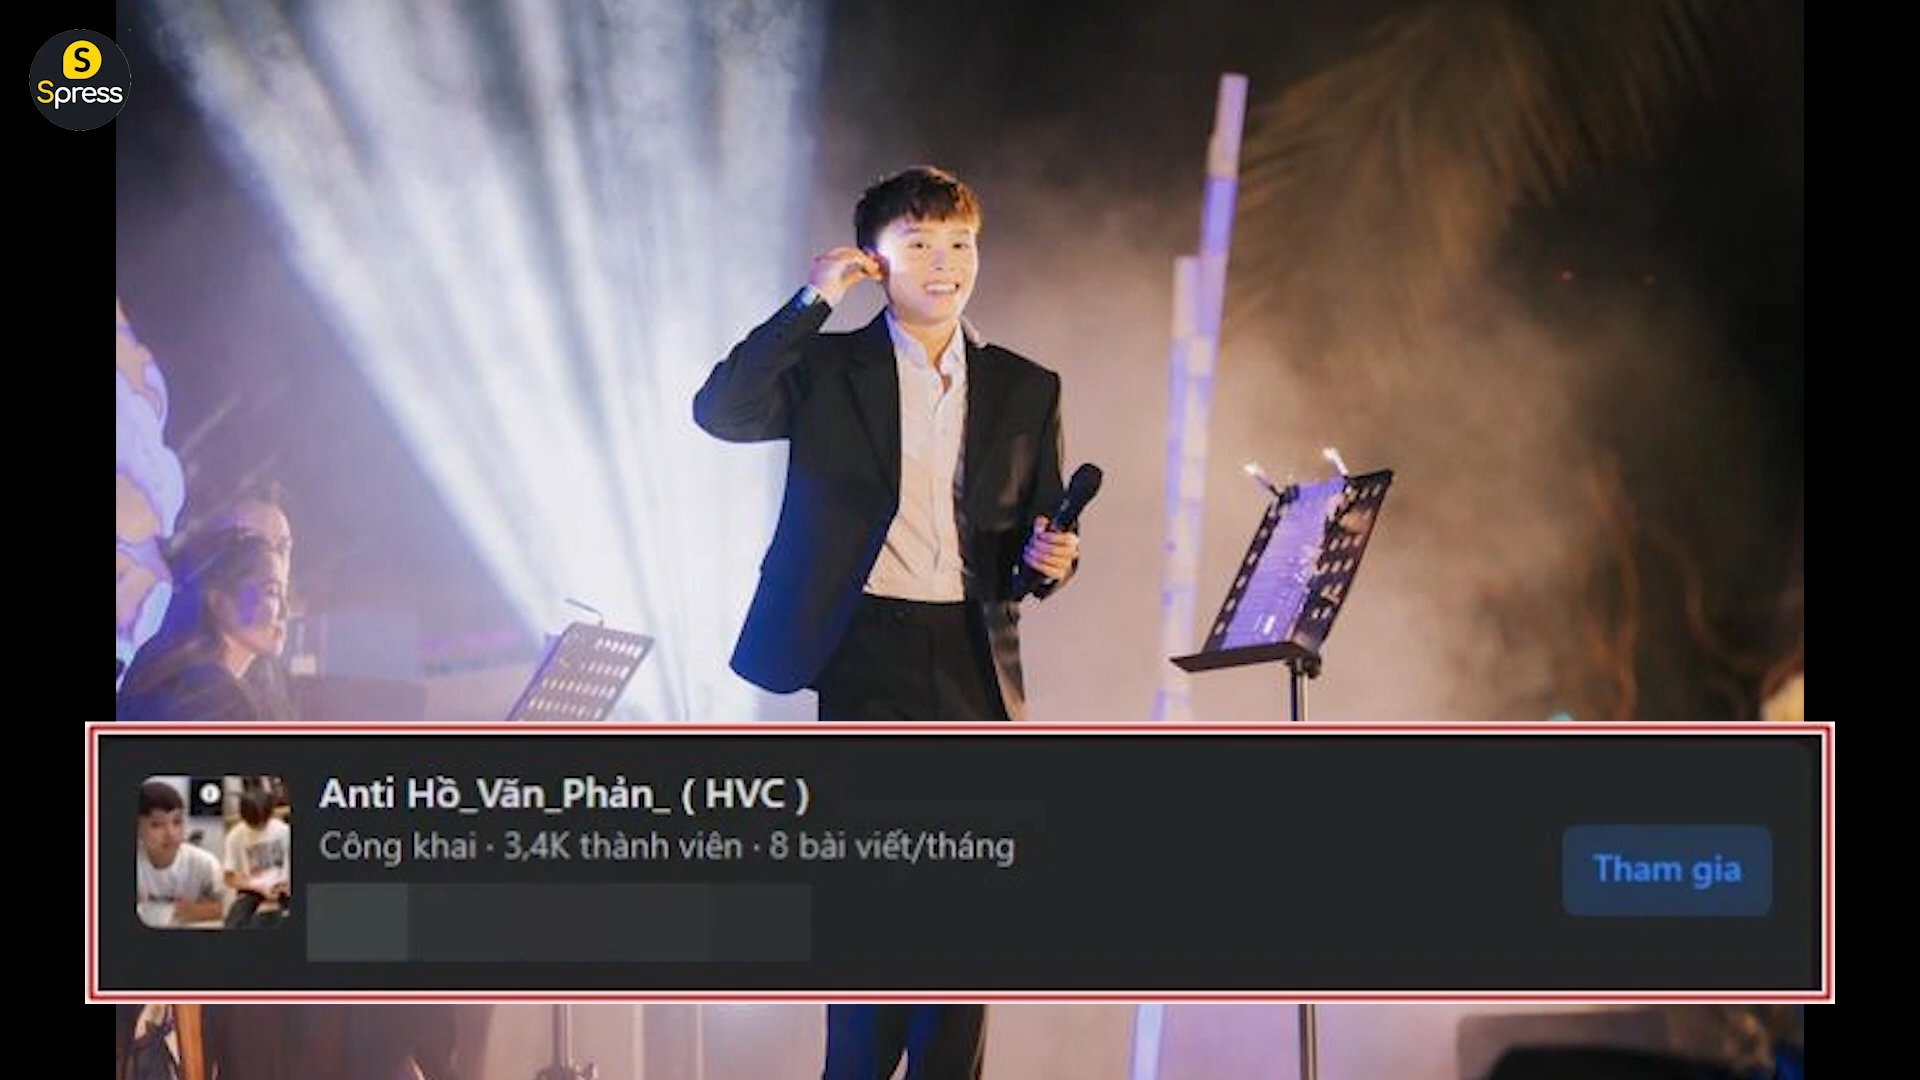 S
Spress
Anti Hồ_Văn_Phản_ ( HVC )
Công khai · 3,4K thành viên · 8 bài viết/tháng
Tham gia